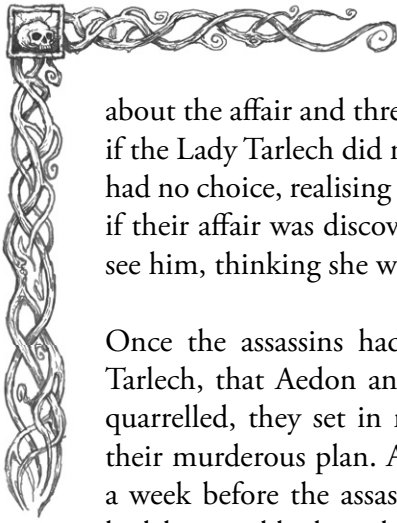 about the affair and thre
if the Lady Tarlech did
had no choice, realising
if their affair was discov
see him, thinking she w
Once the assassins had
Tarlech, that Aedon an
quarrelled, they set in
their murderous plan. A
a week before the assas